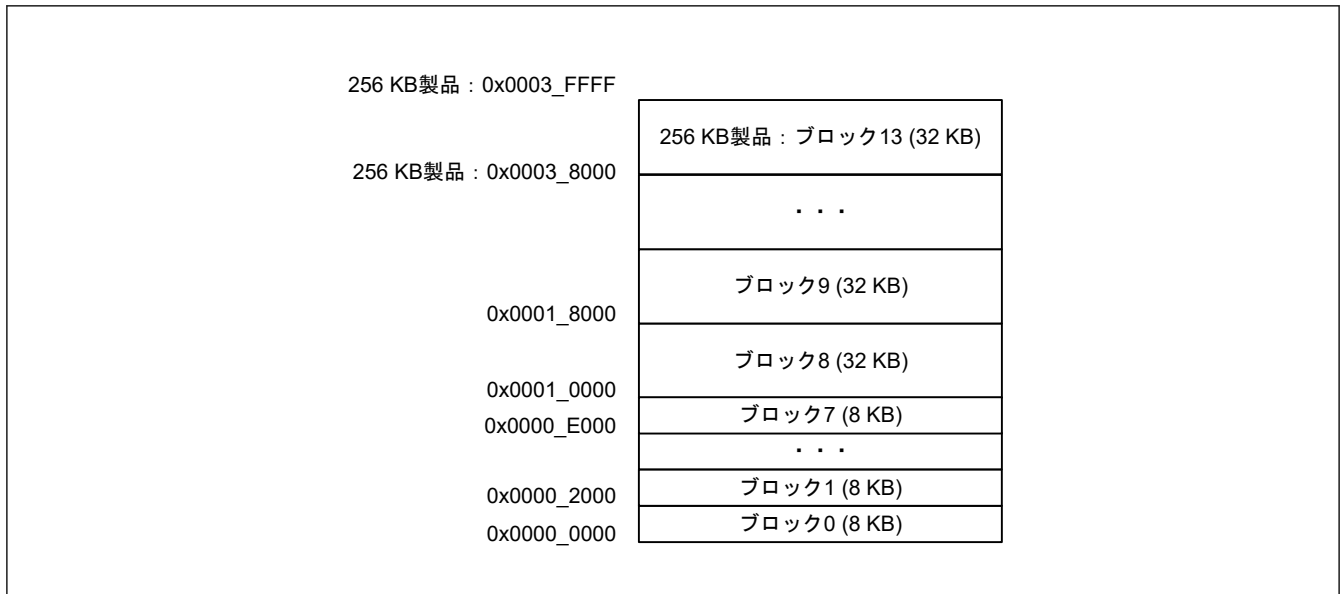 256 KB製品：0x0003_FFFF
256 KB製品：ブロック13 (32 KB)
256 KB製品：0x0003_8000
・・・
ブロック9 (32 KB)
0x0001_8000
ブロック8 (32 KB)
0x0001_0000
ブロック7 (8 KB)
0x0000_E000
・・・
ブロック1 (8 KB)
0x0000_2000
ブロック0 (8 KB)
0x0000_0000